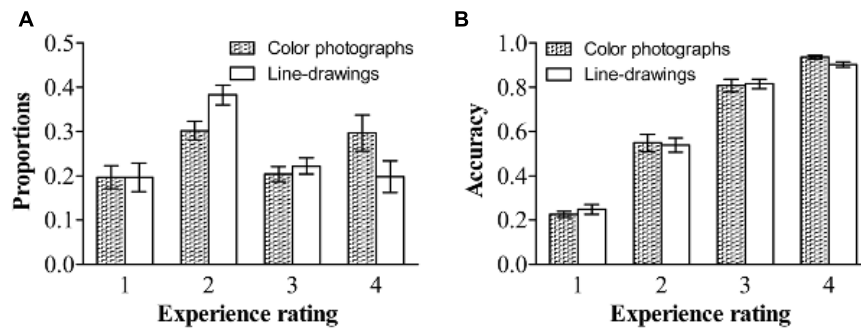 A
Proportions
0.5
0.4
0.3
0.2
0.1
0.0
Color photographs
Line-drawings
1 2 3 4
Experience rating
B
Accuracy
1.0
0.8
0.6
0.4
0.2
0.0
Color photographs
Line-drawings
1 2 3 4
Experience rating